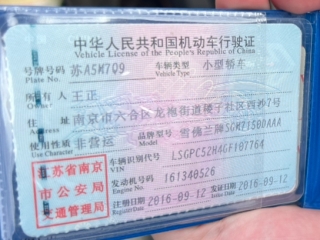 中华人民共和国机动车行驶证
Vehicle License of the People's Republic of China
号牌号码 苏A5M7Q9 车辆类型 小型轿车
Plate No. Vehicle Type
所有人 王正
Owner
住址 南京市六合区龙袍街道楼子社区西沙7号
Address
使用性质 非营运 品牌型号 雪佛兰牌SGM7150AAA
Use Character Model
车辆识别代号 LSGPC52H4GF107764
VIN
发动机号码 161340526
Engine No.
注册日期 2016-09-12 发证日期 2016-09-12
Register Date Issue Date
江苏省南京
市公安局
交通管理局